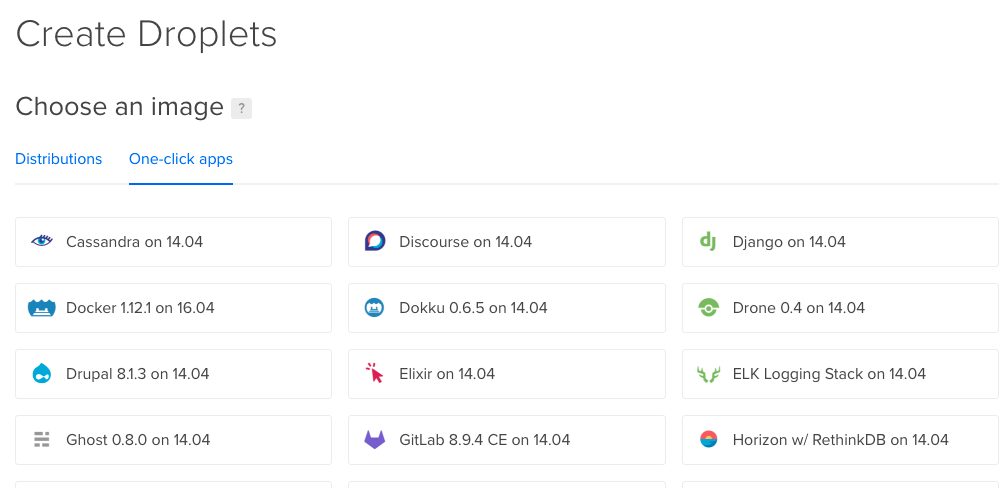 Create Droplets
Choose an image ?
Distributions One-click apps
Cassandra on 14.04 Discourse on 14.04 Django on 14.04
Docker 1.12.1 on 16.04 Dokku 0.6.5 on 14.04 Drone 0.4 on 14.04
Drupal 8.1.3 on 14.04 Elixir on 14.04 ELK Logging Stack on 14.04
Ghost 0.8.0 on 14.04 GitLab 8.9.4 CE on 14.04 Horizon w/ RethinkDB on 14.04